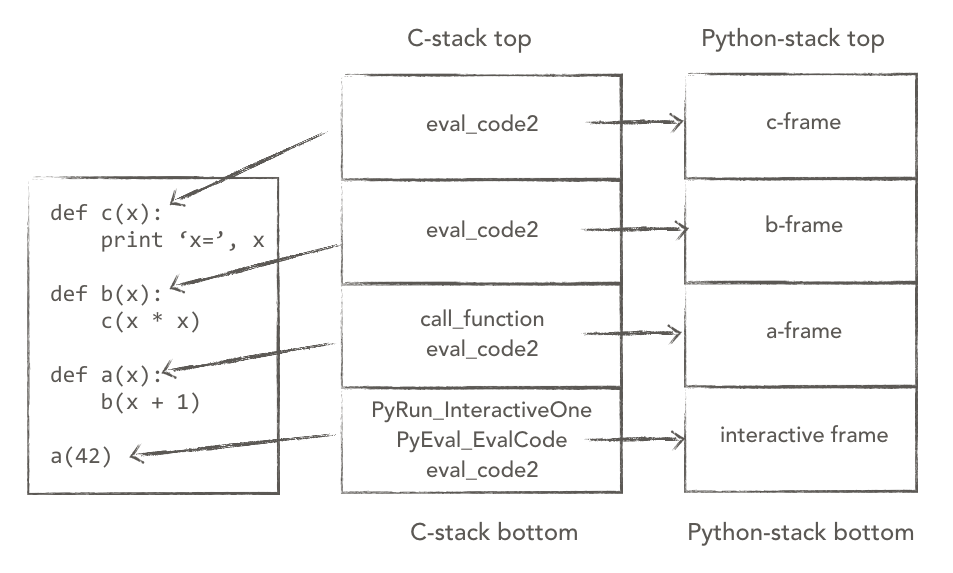 C-stack top
Python-stack top
def c(x):
    print ‘x=’, x
def b(x):
    c(x * x)
def a(x):
    b(x + 1)
a(42)
eval_code2
eval_code2
call_function
eval_code2
PyRun_InteractiveOne
PyEval_EvalCode
eval_code2
c-frame
b-frame
a-frame
interactive frame
C-stack bottom
Python-stack bottom